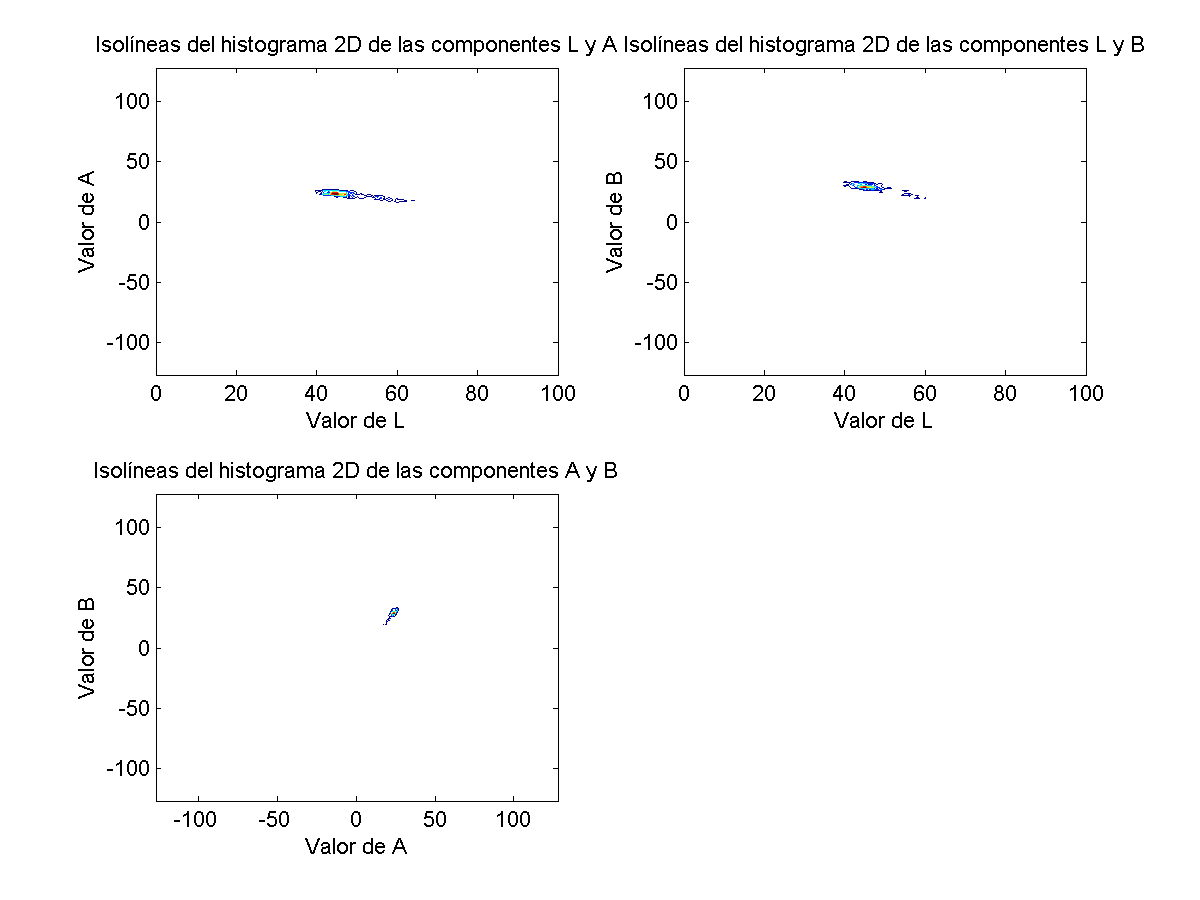 Isolíneas del histograma 2D de las componentes L y A
100
50
0
-50
-100
Valor de A
0 20 40 60 80 100
Valor de L
Isolíneas del histograma 2D de las componentes L y B
100
50
0
-50
-100
Valor de B
0 20 40 60 80 100
Valor de L
Isolíneas del histograma 2D de las componentes A y B
100
50
0
-50
-100
Valor de B
-100 -50 0 50 100
Valor de A